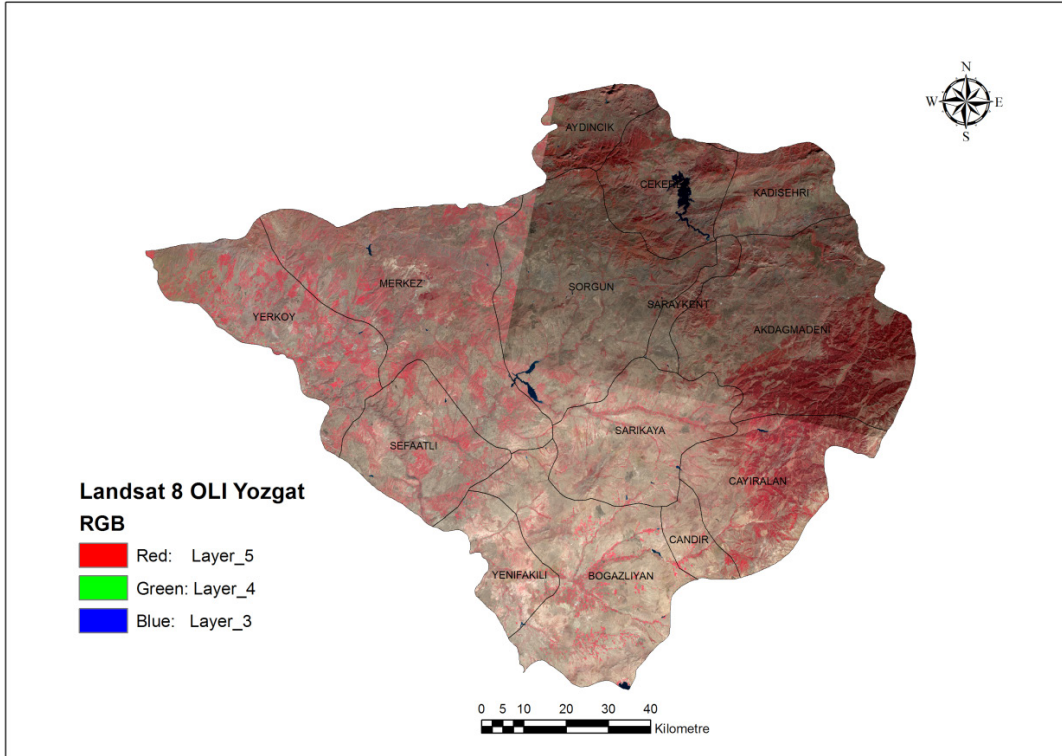 N
W E
S
AYDINCIK
CEKEREK
KADISEHRI
MERKEZ
SORGUN
SARAYKENT
YERKOY
AKDAGMADENI
SARIKAYA
SEFAATLI
CAYIRALAN
CANDIR
YENIFAKILI
BOGAZLIYAN
Landsat 8 OLI Yozgat
RGB
Red: Layer_5
Green: Layer_4
Blue: Layer_3
0 5 10 20 30 40
Kilometre